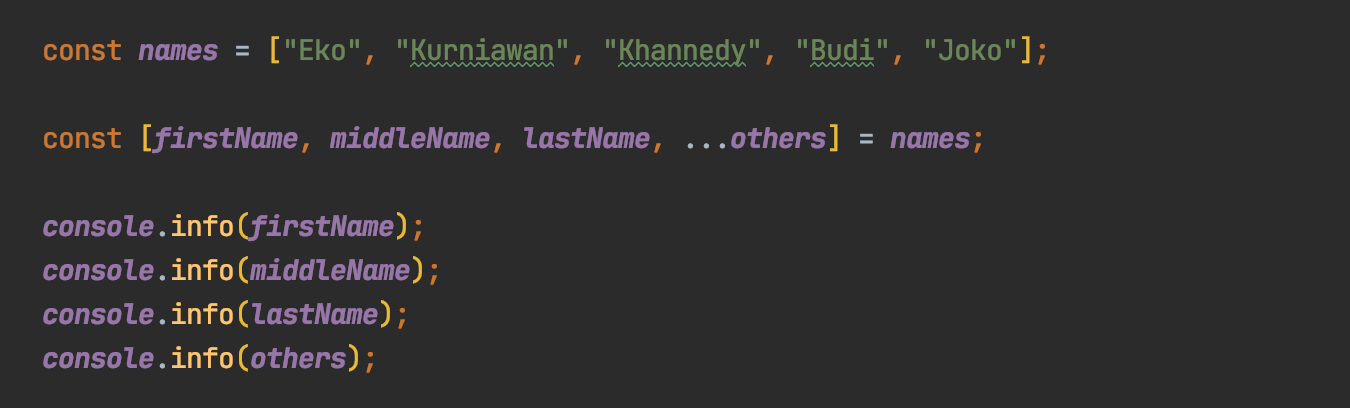 const names = ["Eko", "Kurniawan", "Khannedy", "Budi", "Joko"];
const [firstName, middleName, lastName, ...others] = names;
console.info(firstName);
console.info(middleName);
console.info(lastName);
console.info(others);